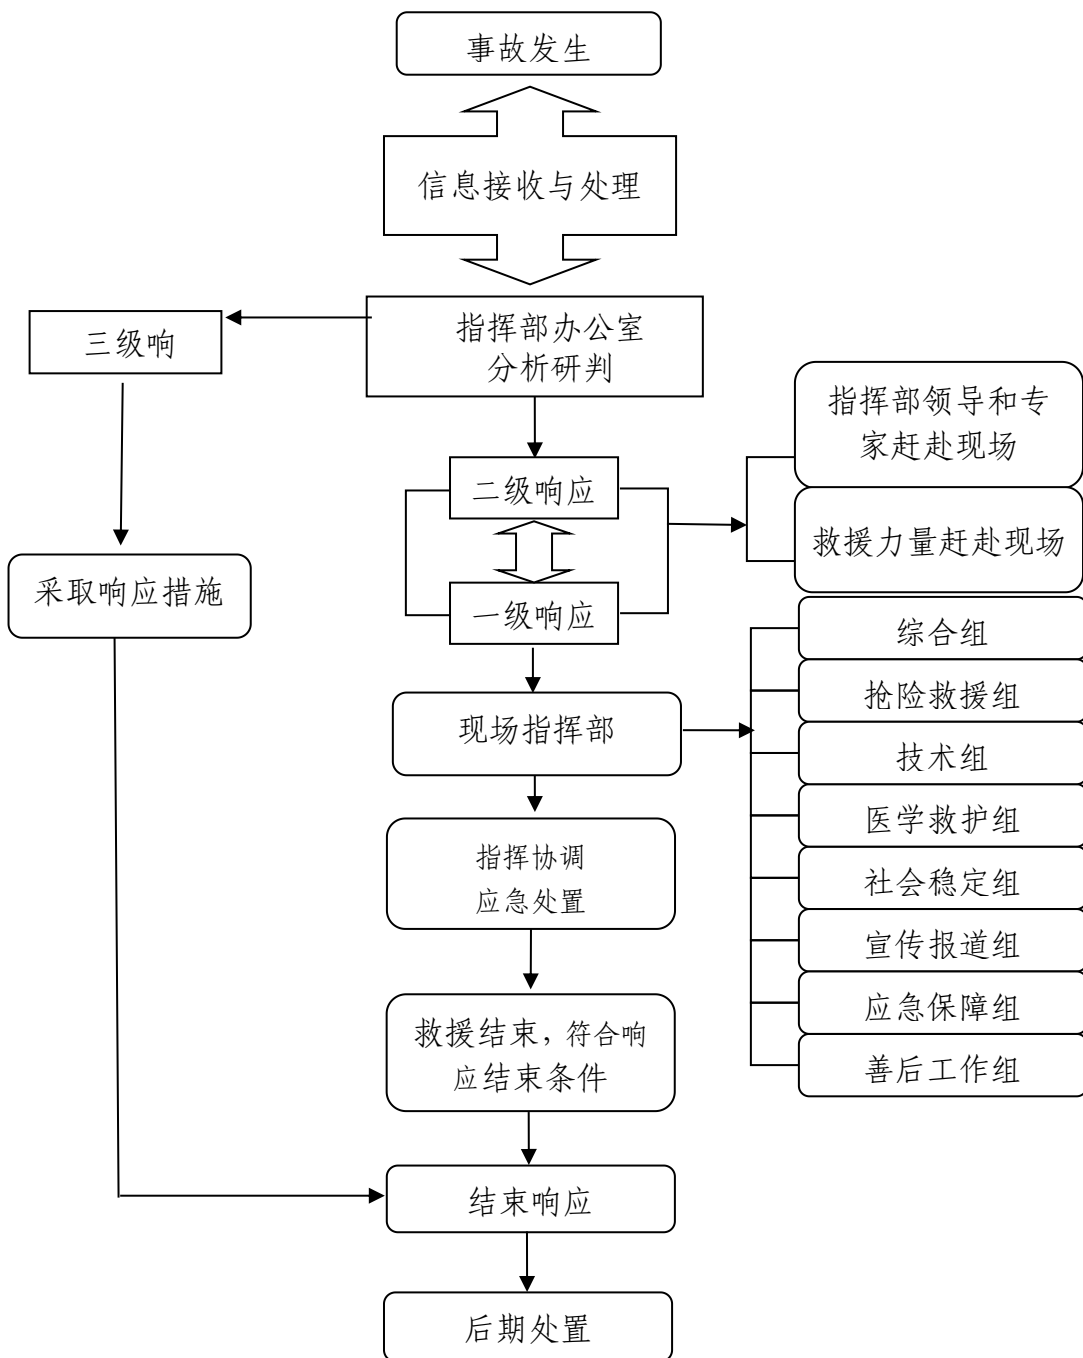 事故发生
信息接收与处理
指挥部办公室
分析研判
三级响
指挥部领导和专
家赶赴现场
二级响应
救援力量赶赴现场
采取响应措施
一级响应
综合组
抢险救援组
现场指挥部
技术组
医学救护组
指挥协调
应急处置
社会稳定组
宣传报道组
应急保障组
救援结束，符合响
应结束条件
善后工作组
结束响应
后期处置